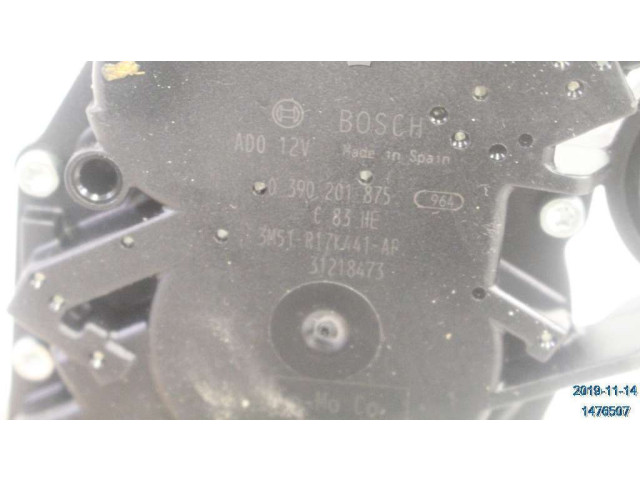 BOSCH
ADO 12V Made in Spain
0 390 201 875 964
C 83 HE
3M51-R17K441-AF
31218473
2019-11-14
1476507